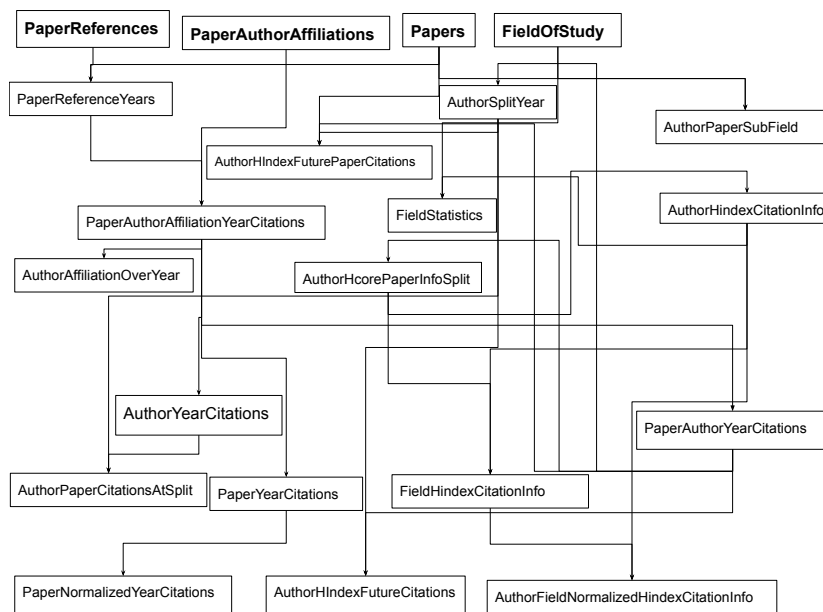 PaperReferences
PaperAuthorAffiliations
Papers
FieldOfStudy
PaperReferenceYears
AuthorSplitYear
AuthorPaperSubField
AuthorHIndexFuturePaperCitations
PaperAuthorAffiliationYearCitations
FieldStatistics
AuthorHindexCitationInfo
AuthorAffiliationOverYear
AuthorHcorePaperInfoSplit
AuthorYearCitations
PaperAuthorYearCitations
AuthorPaperCitationsAtSplit
PaperYearCitations
FieldHindexCitationInfo
PaperNormalizedYearCitations
AuthorHIndexFutureCitations
AuthorFieldNormalizedHindexCitationInfo